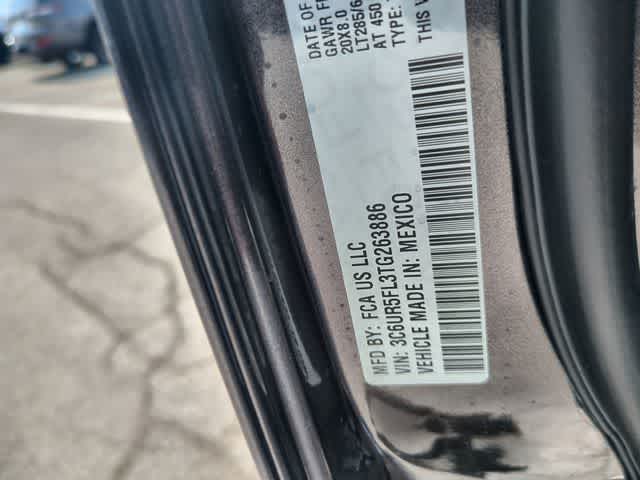 DATE OF
GAWR FR
20X8.0
LT285/6
AT 450
TYPE:
THIS V
MFD BY: FCA US LLC
VIN: 3C6UR5FL3TG263886
VEHICLE MADE IN: MEXICO